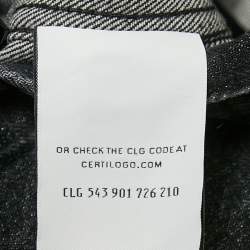 OR CHECK THE CLG CODE AT
CERTILOGO.COM
CLG 543 901 726 210